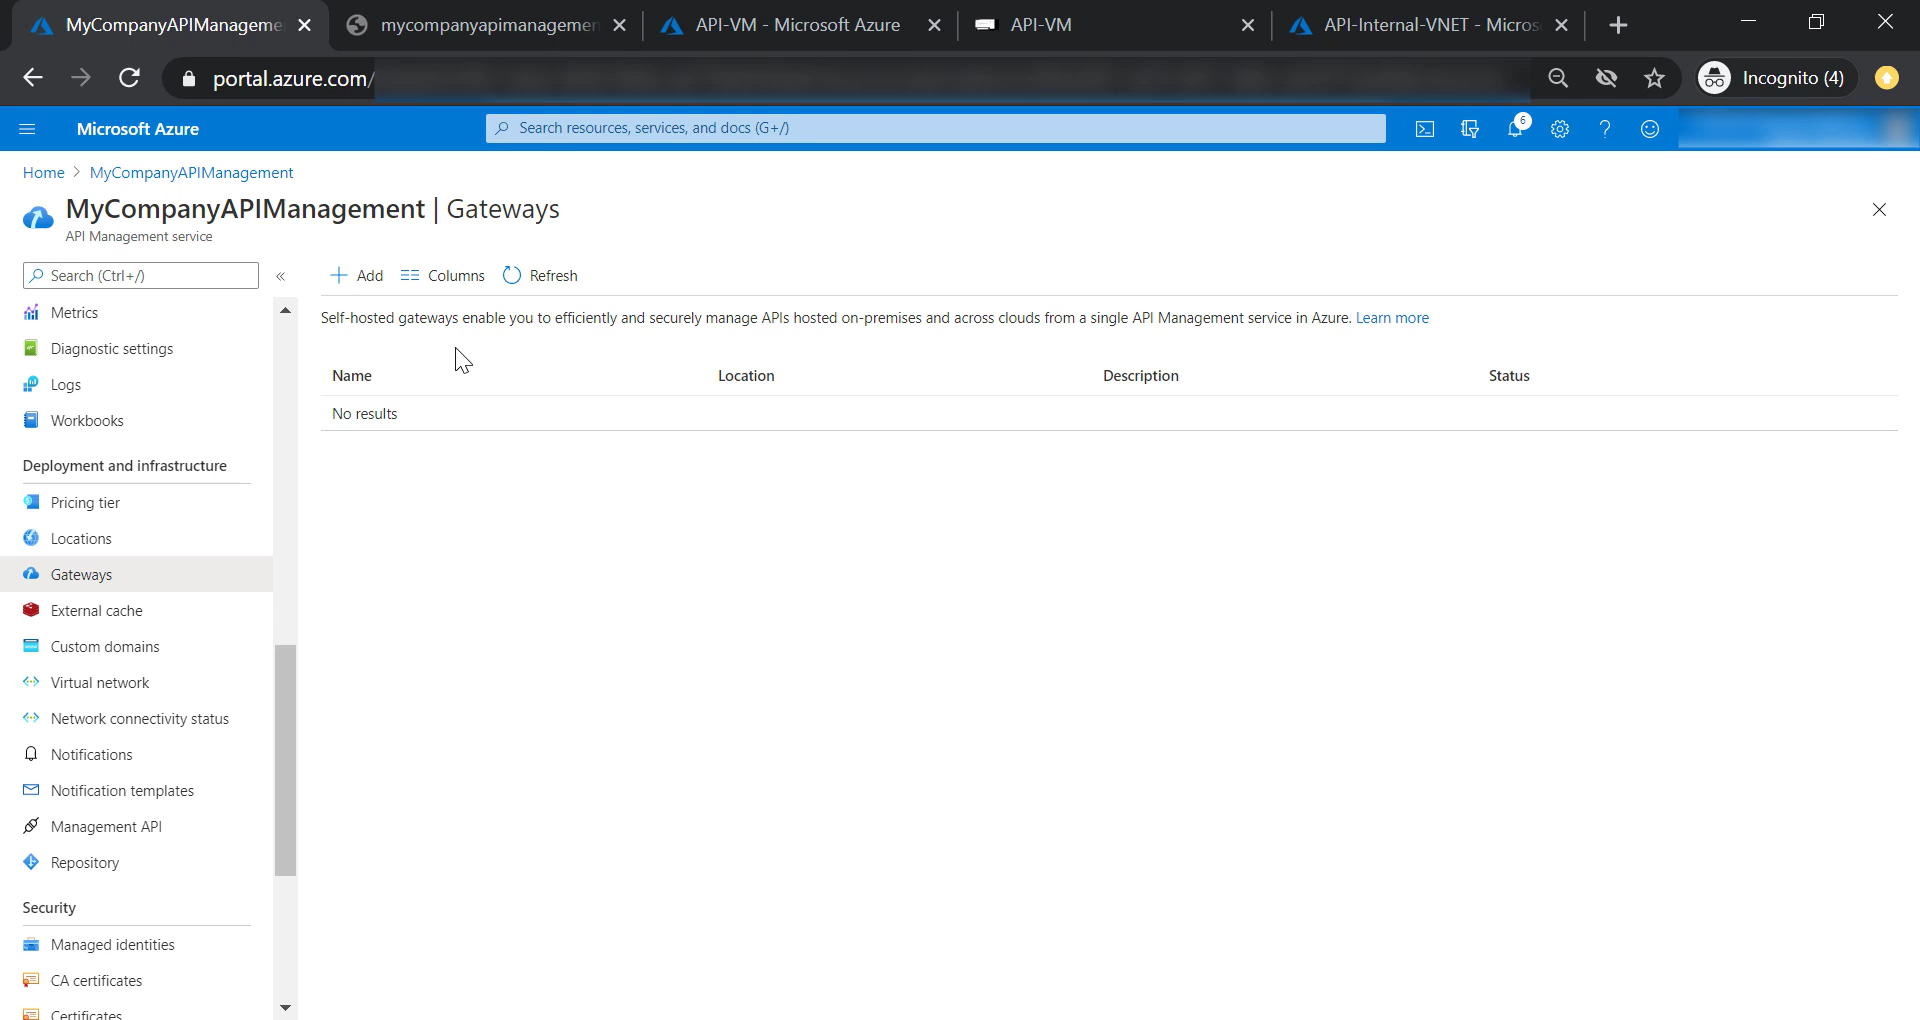 MyCompanyAPIManageme
mycompanyapimanagemen
API-VM - Microsoft Azure
API-VM
API-Internal-VNET - Micros
portal.azure.com/
Incognito (4)
Microsoft Azure
Search resources, services, and docs (G+/)
6
Home > MyCompanyAPIManagement
MyCompanyAPIManagement | Gateways
API Management service
Search (Ctrl+/)
«
Add
Columns
Refresh
Metrics
Diagnostic settings
Logs
Workbooks
Deployment and infrastructure
Pricing tier
Locations
Gateways
External cache
Custom domains
Virtual network
Network connectivity status
Notifications
Notification templates
Management API
Repository
Security
Managed identities
CA certificates
Certificates
Self-hosted gateways enable you to efficiently and securely manage APIs hosted on-premises and across clouds from a single API Management service in Azure. Learn more
Name Location Description Status
No results